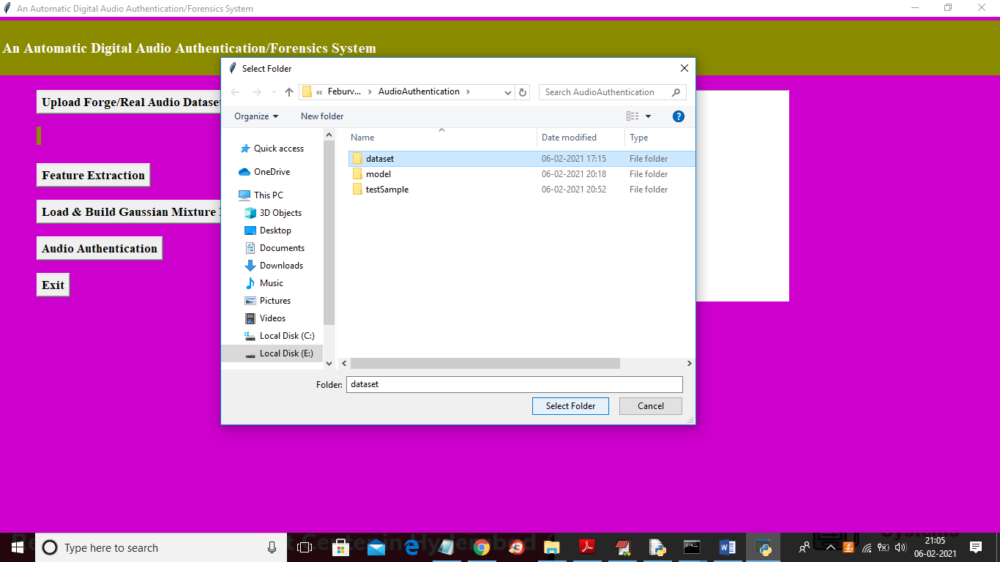 An Automatic Digital Audio Authentication/Forensics System
An Automatic Digital Audio Authentication/Forensics System
Upload Forge/Real Audio Dataset
Feature Extraction
Load & Build Gaussian Mixture
Audio Authentication
Exit
Select Folder
« Feburv... › AudioAuthentication ›
Search AudioAuthentication
Organize
New folder
Quick access
OneDrive
This PC
3D Objects
Desktop
Documents
Downloads
Music
Pictures
Videos
Local Disk (C:)
Local Disk (E:)
Name Date modified Type
dataset 06-02-2021 17:15 File folder
model 06-02-2021 20:18 File folder
testSample 06-02-2021 20:52 File folder
Folder: dataset
Select Folder Cancel
Type here to search
Systems
21:05
06-02-2021